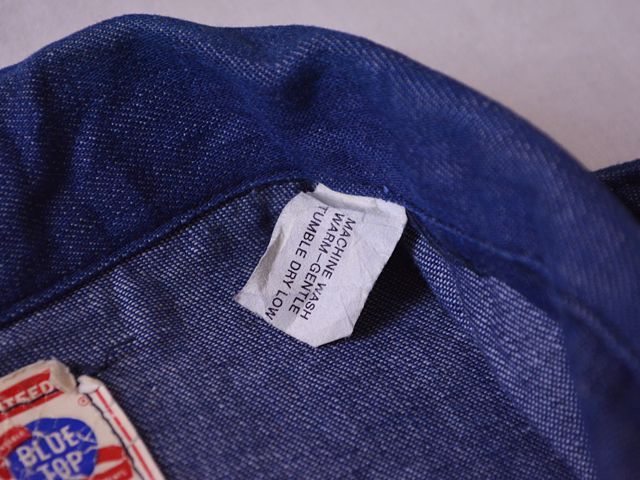 MACHINE WASH
WARM–GENTLE
TUMBLE DRY LOW
BLUE
TOP
®